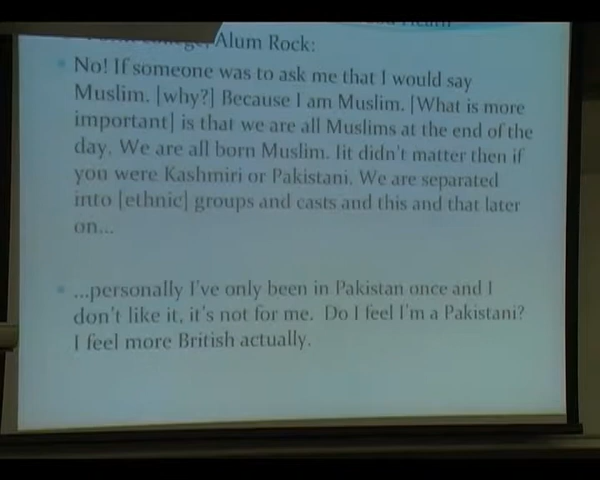 Alum Rock:
No! If someone was to ask me that I would say
Muslim. [why?] Because I am Muslim. [What is more
important] is that we are all Muslims at the end of the
day. We are all born Muslim. Iit didn't matter then if
you were Kashmiri or Pakistani. We are separated
into [ethnic] groups and casts and this and that later
on...
...personally I've only been in Pakistan once and I
don't like it, it's not for me. Do I feel I'm a Pakistani?
I feel more British actually.